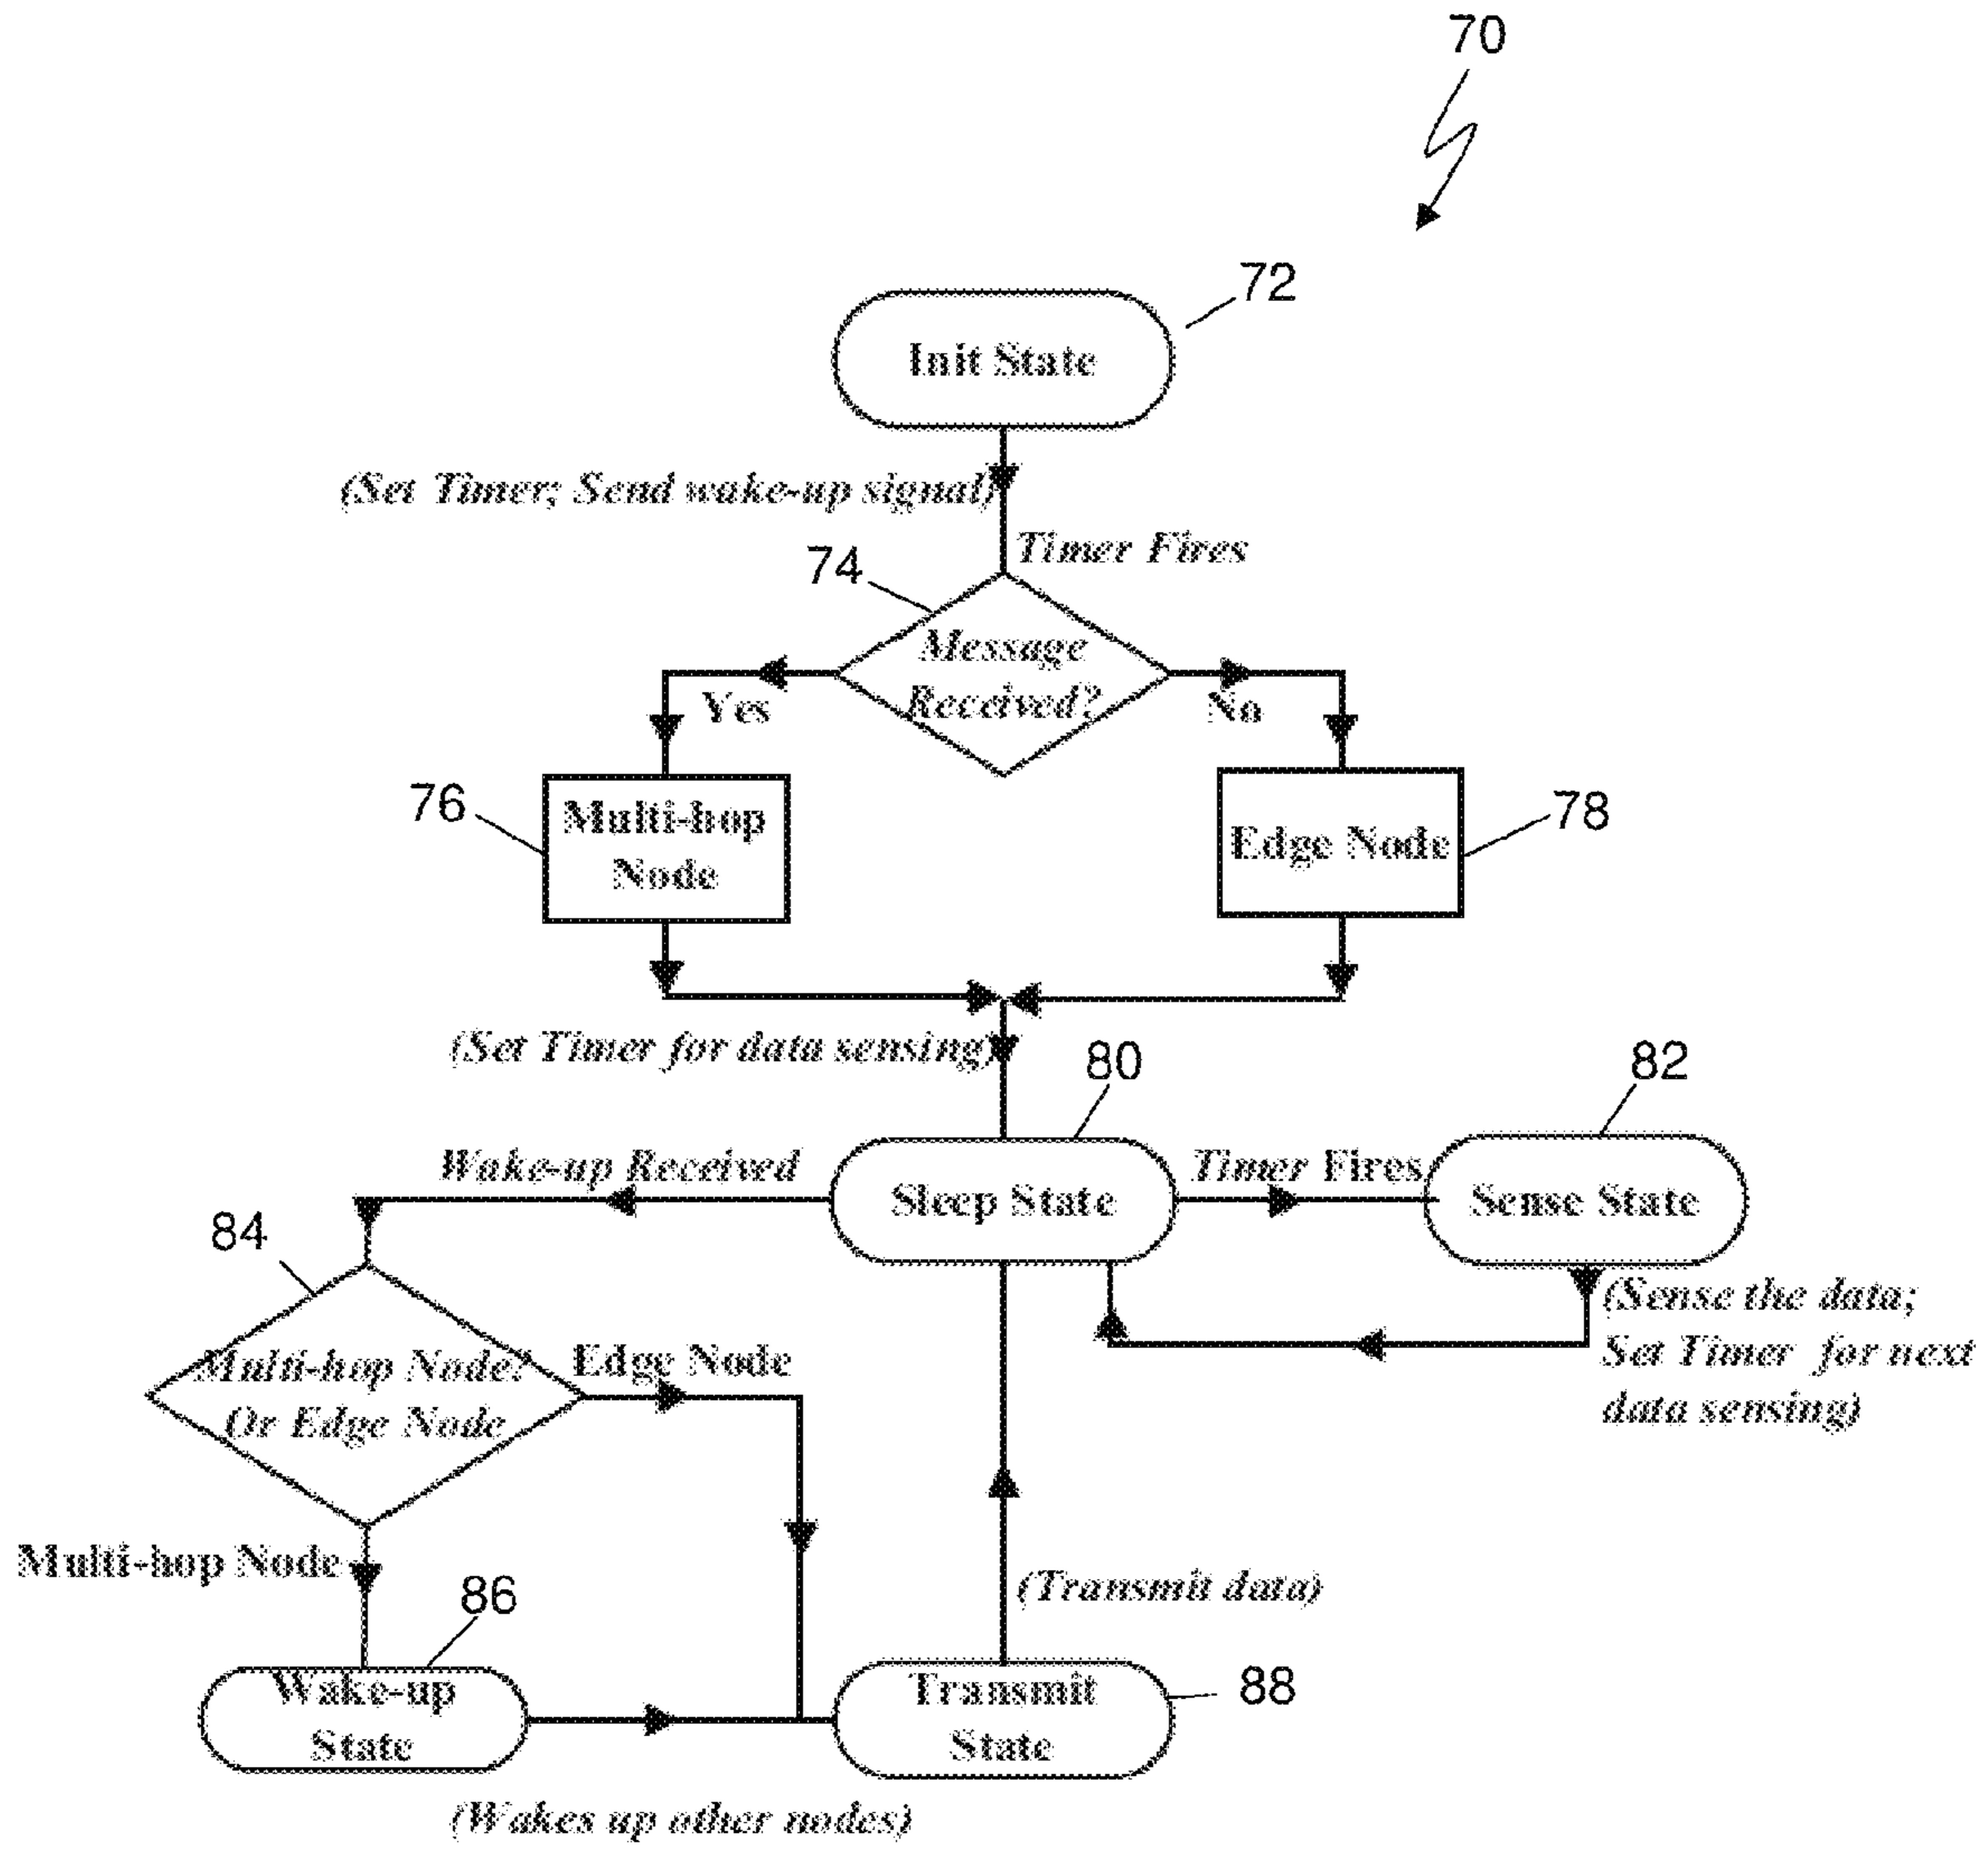 70
72
Init State
(Set Timer; Send wake-up signal)
Timer Fires
74
Message
Received?
Yes
No
76
Multi-hop
Node
78
Edge Node
(Set Timer for data sensing)
80
82
Wake-up Received
Sleep State
Timer Fires
Sense State
84
(Sense the data;
Set Timer for next
data sensing)
Multi-hop Node?
Or Edge Node
Edge Node
Multi-hop Node
86
(Transmit data)
Wake-up
State
Transmit
State
88
(Wakes up other nodes)